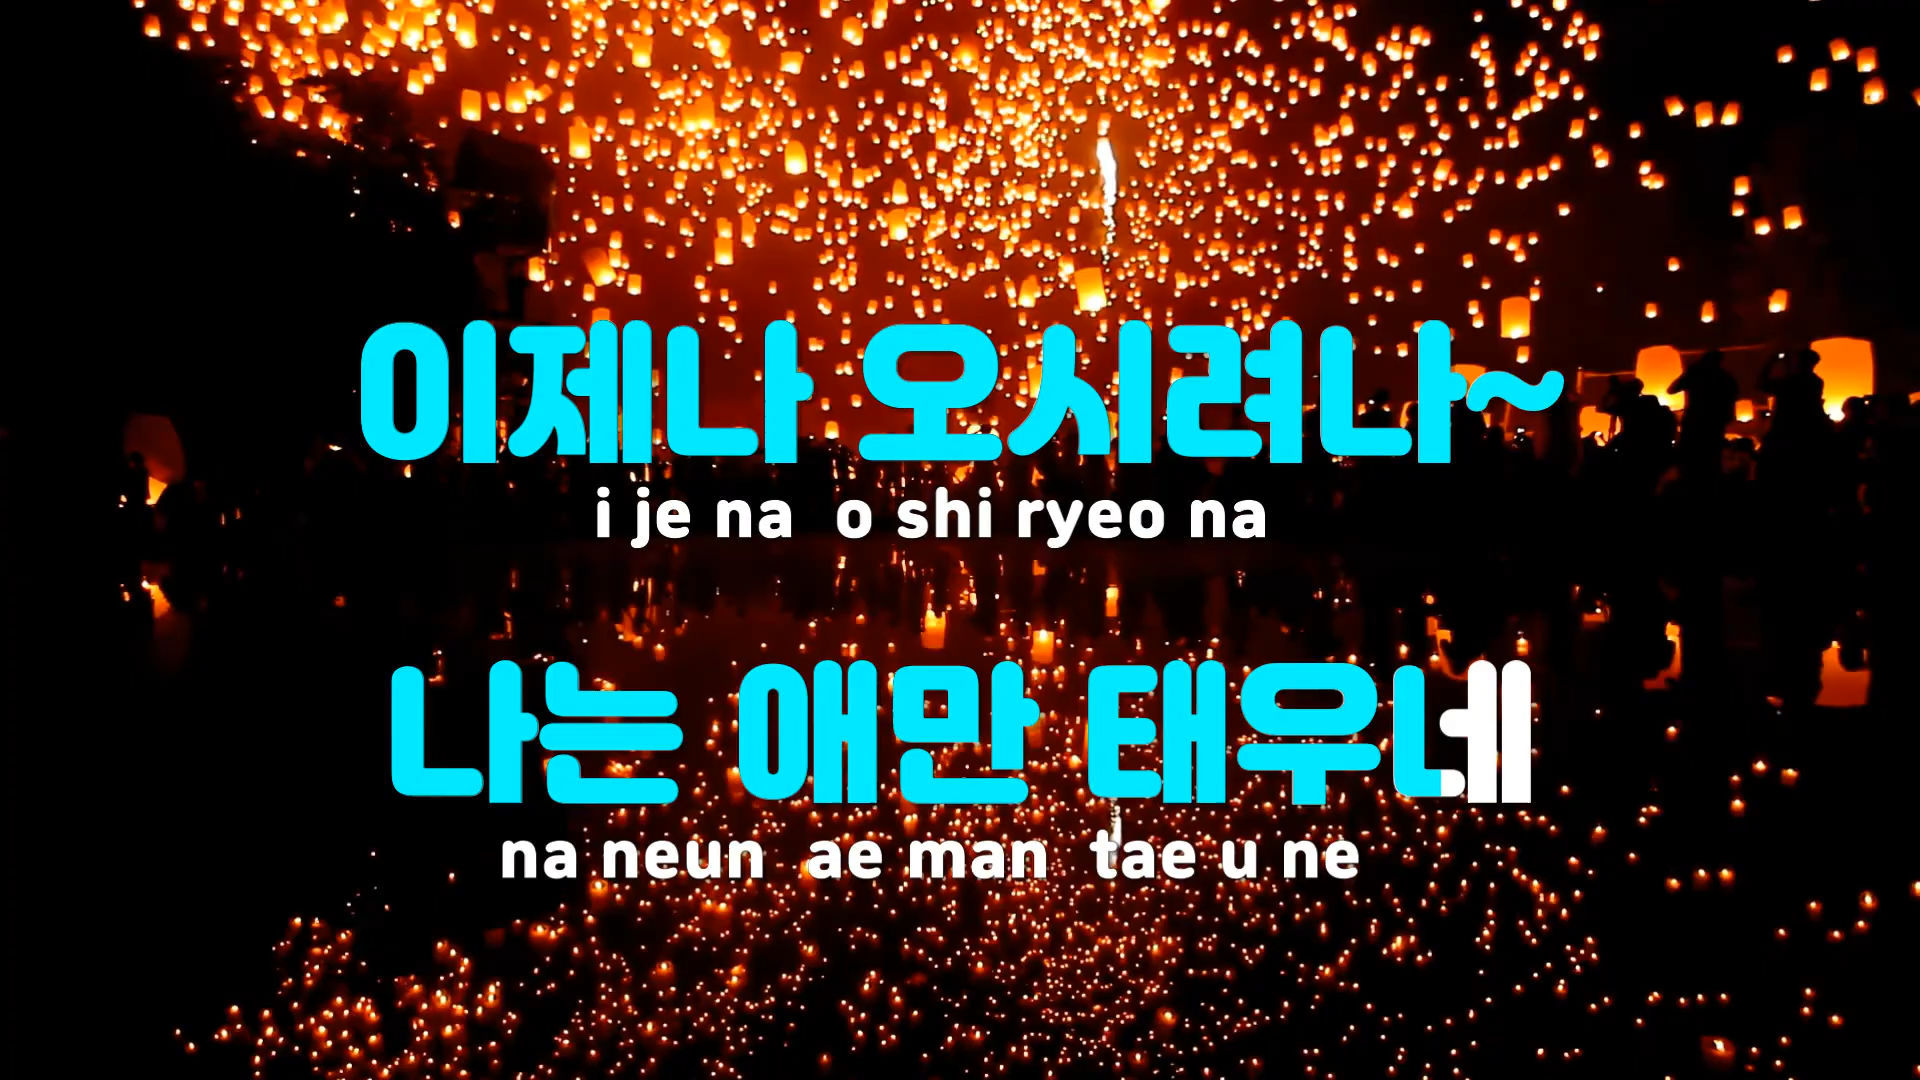 이제나 오시려나~
i je na o shi ryeo na
나는 애만 태우네
na neun ae man tae u ne